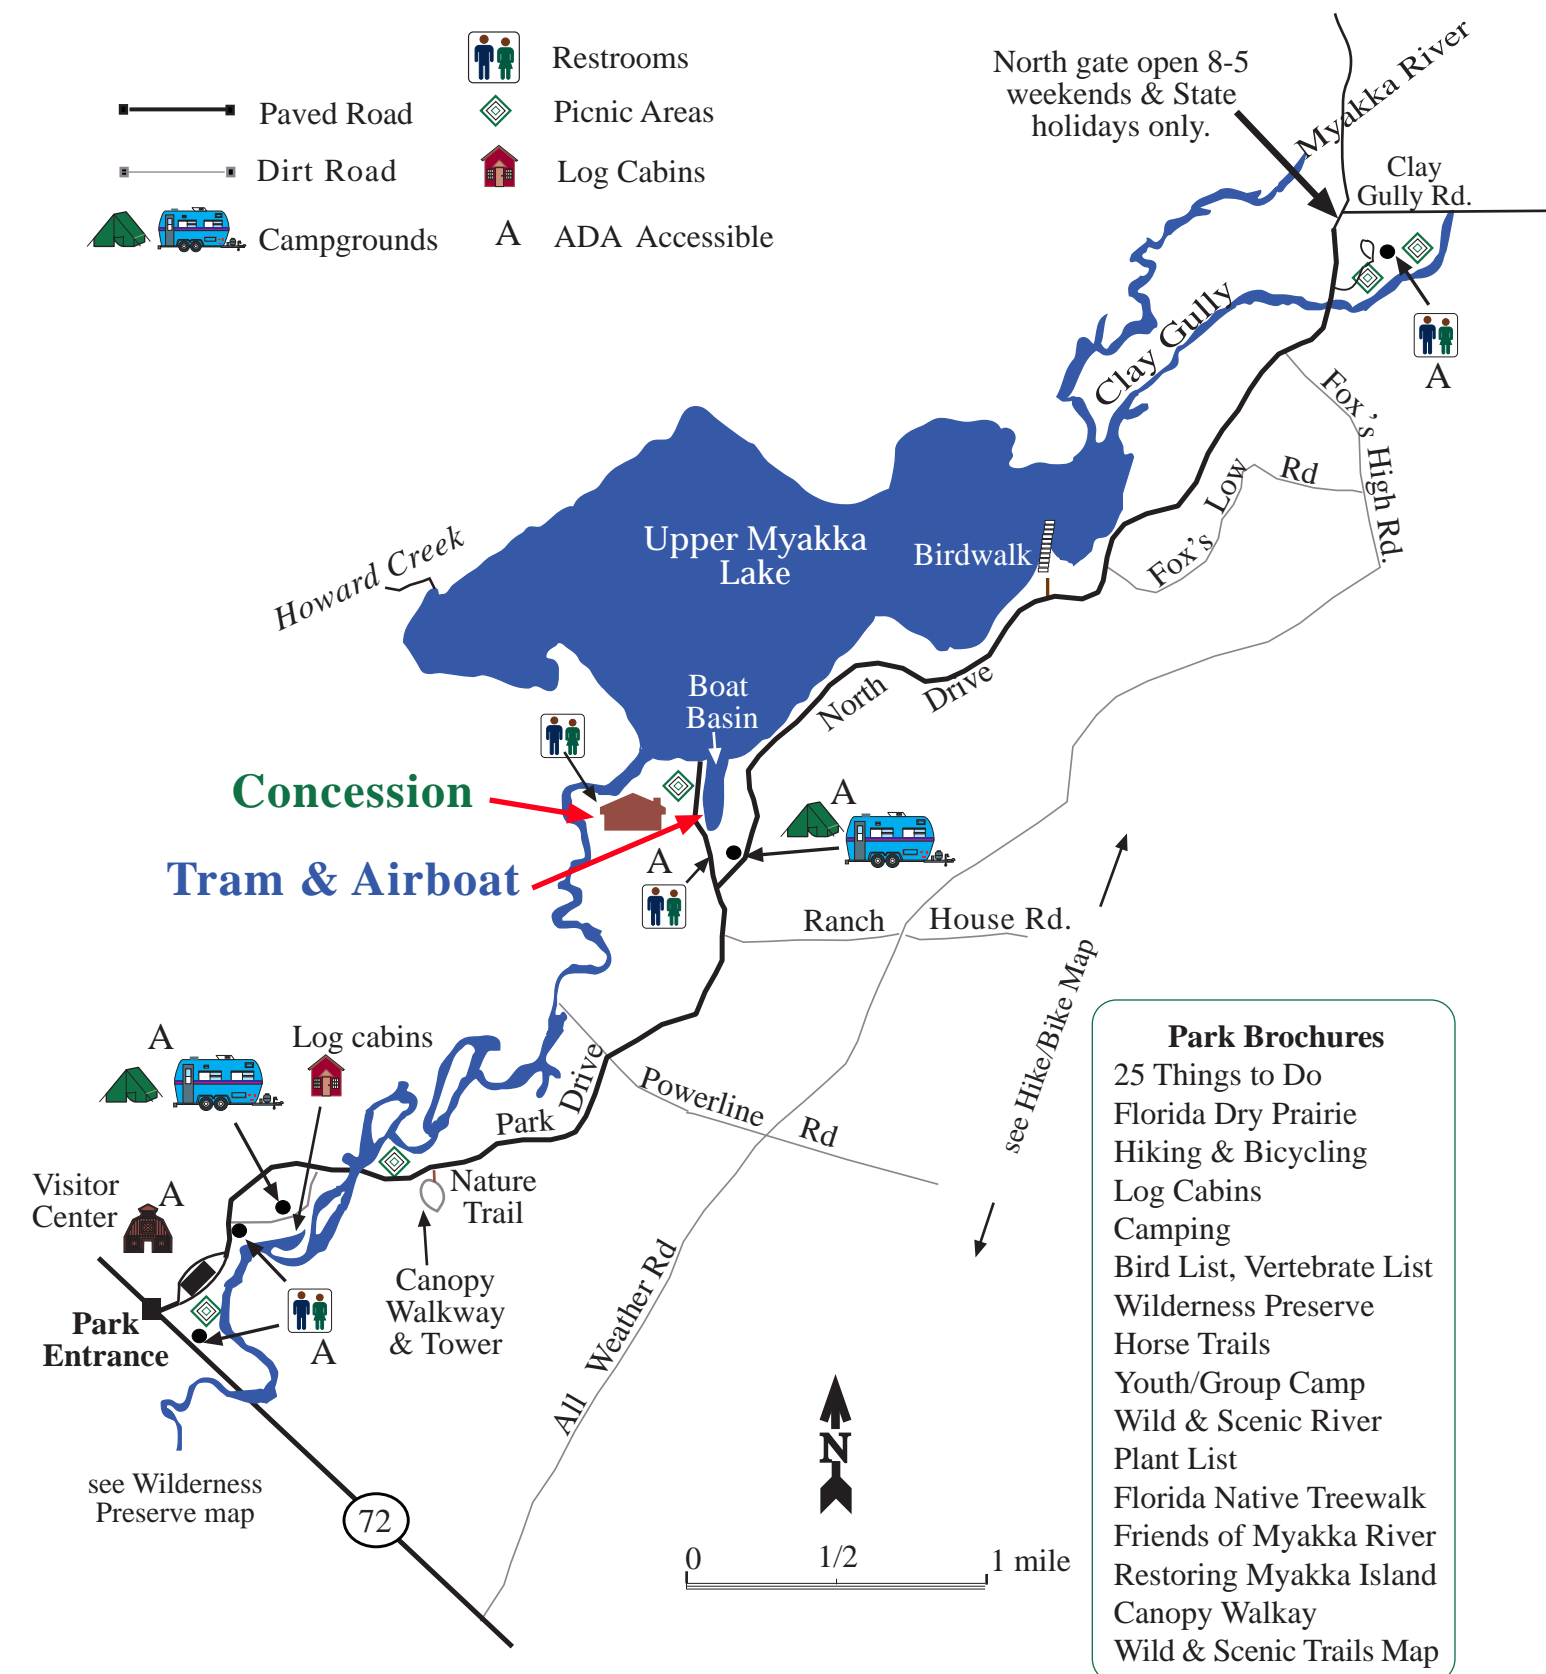 Restrooms
Paved Road
Picnic Areas
Dirt Road
Log Cabins
Campgrounds
A
ADA Accessible
North gate open 8-5
weekends & State
holidays only.
Myakka River
Clay
Gully Rd.
Clay Gully
A
Fox's High Rd.
Fox's Low Rd
Howard Creek
Upper Myakka
Lake
Birdwalk
Boat
Basin
North Drive
Concession
Tram & Airboat
A
A
Ranch House Rd.
see Hike/Bike Map
A
Log cabins
Park Drive
Powerline Rd
Visitor
Center
A
Nature
Trail
Canopy
Walkway
& Tower
Park
Entrance
A
All Weather Rd
see Wilderness
Preserve map
72
N
0 1/2 1 mile
Park Brochures
25 Things to Do
Florida Dry Prairie
Hiking & Bicycling
Log Cabins
Camping
Bird List, Vertebrate List
Wilderness Preserve
Horse Trails
Youth/Group Camp
Wild & Scenic River
Plant List
Florida Native Treewalk
Friends of Myakka River
Restoring Myakka Island
Canopy Walkay
Wild & Scenic Trails Map